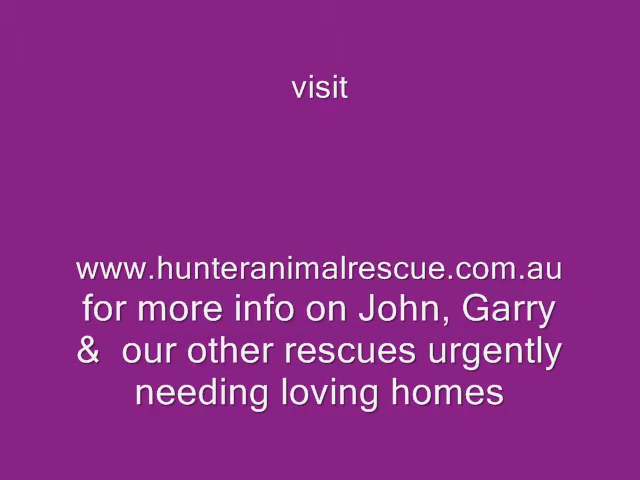 visit
www.hunteranimalrescue.com.au
for more info on John, Garry
& our other rescues urgently
needing loving homes